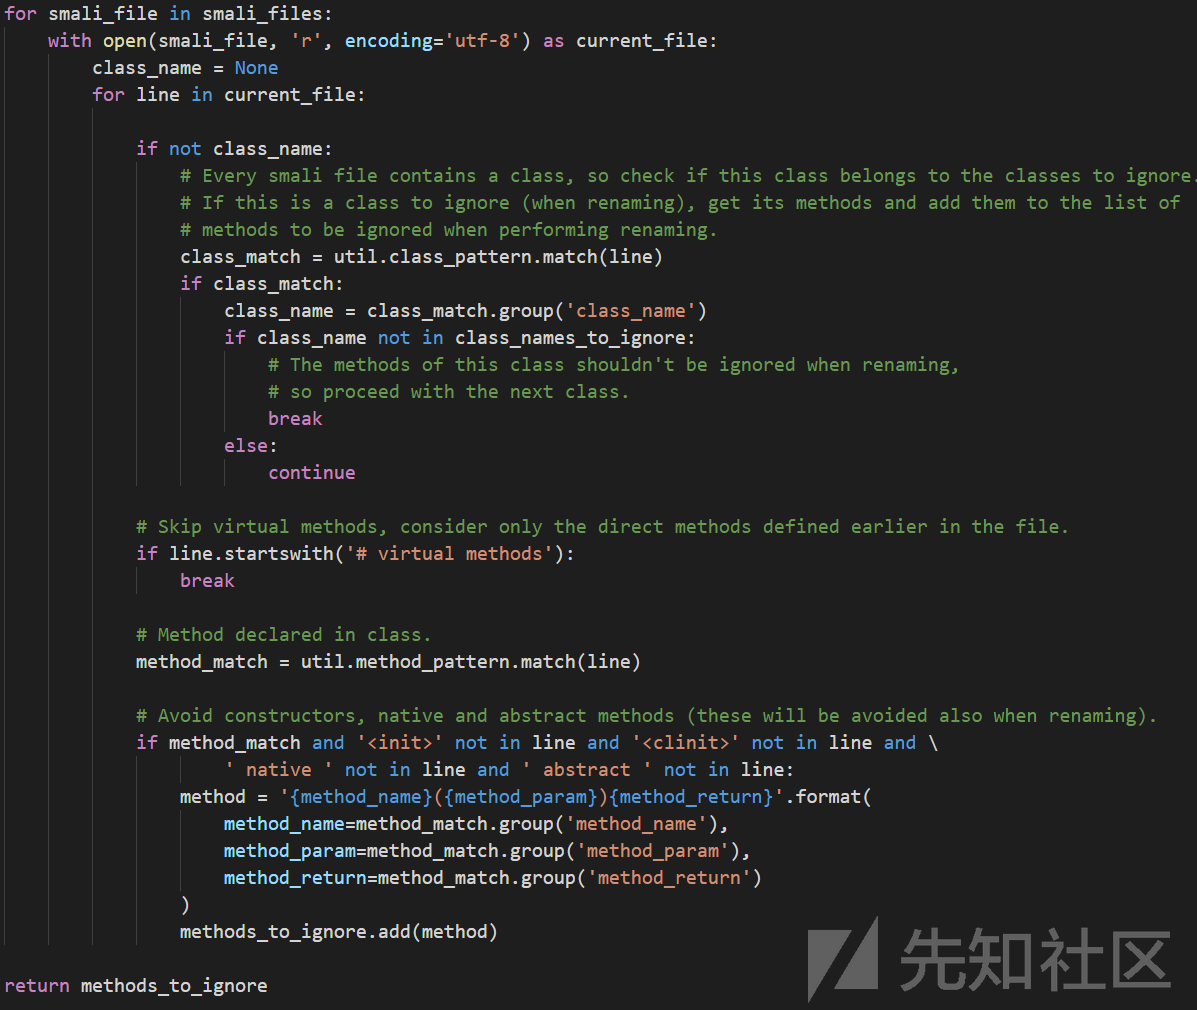 for smali_file in smali_files:
    with open(smali_file, 'r', encoding='utf-8') as current_file:
        class_name = None
        for line in current_file:

            if not class_name:
                # Every smali file contains a class, so check if this class belongs to the classes to ignore.
                # If this is a class to ignore (when renaming), get its methods and add them to the list of
                # methods to be ignored when performing renaming.
                class_match = util.class_pattern.match(line)
                if class_match:
                    class_name = class_match.group('class_name')
                    if class_name not in class_names_to_ignore:
                        # The methods of this class shouldn't be ignored when renaming,
                        # so proceed with the next class.
                        break
                    else:
                        continue

            # Skip virtual methods, consider only the direct methods defined earlier in the file.
            if line.startswith('# virtual methods'):
                break

            # Method declared in class.
            method_match = util.method_pattern.match(line)

            # Avoid constructors, native and abstract methods (these will be avoided also when renaming).
            if method_match and '<init>' not in line and '<clinit>' not in line and \
                    ' native ' not in line and ' abstract ' not in line:
                method = '{method_name}({method_param}){method_return}'.format(
                    method_name=method_match.group('method_name'),
                    method_param=method_match.group('method_param'),
                    method_return=method_match.group('method_return')
                )
                methods_to_ignore.add(method)

return methods_to_ignore
先知社区